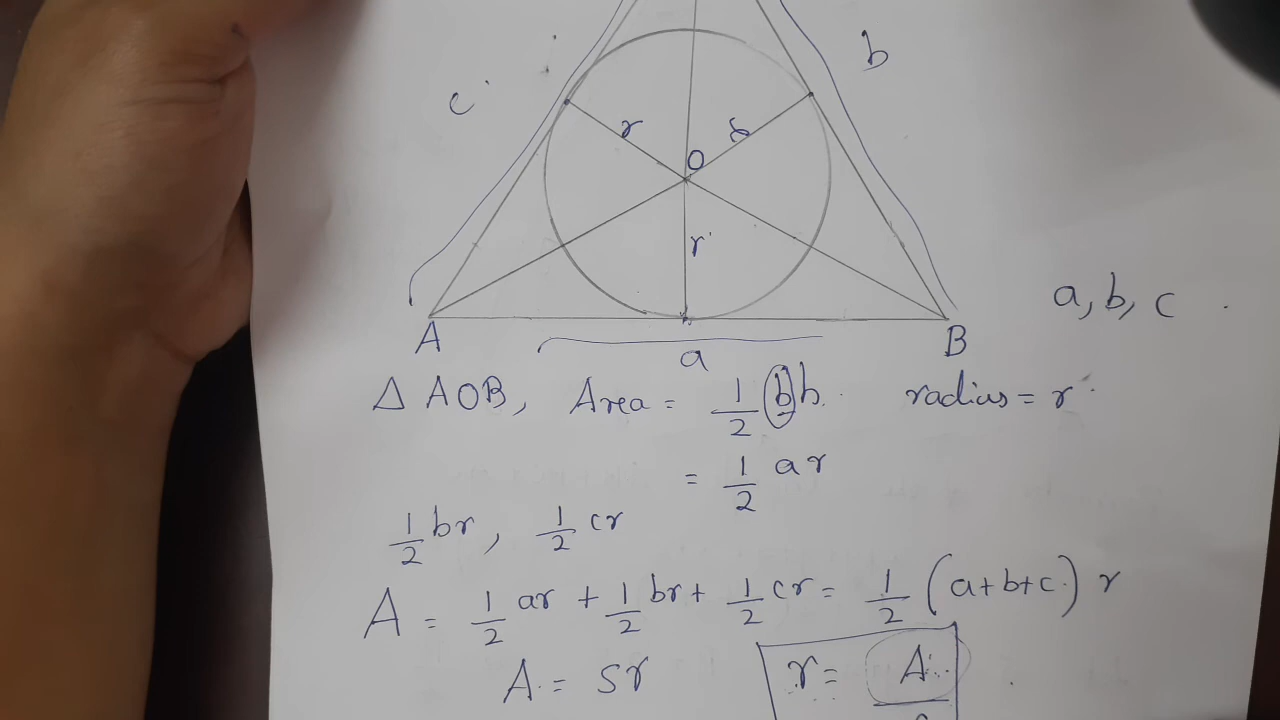 c b
r r
O
r
a, b, c
A B
a
Δ AOB, Area = 1/2 bh. radius = r
= 1/2 ar
1/2 br, 1/2 cr
A = 1/2 ar + 1/2 br + 1/2 cr = 1/2 (a+b+c) r
A = sr r = A